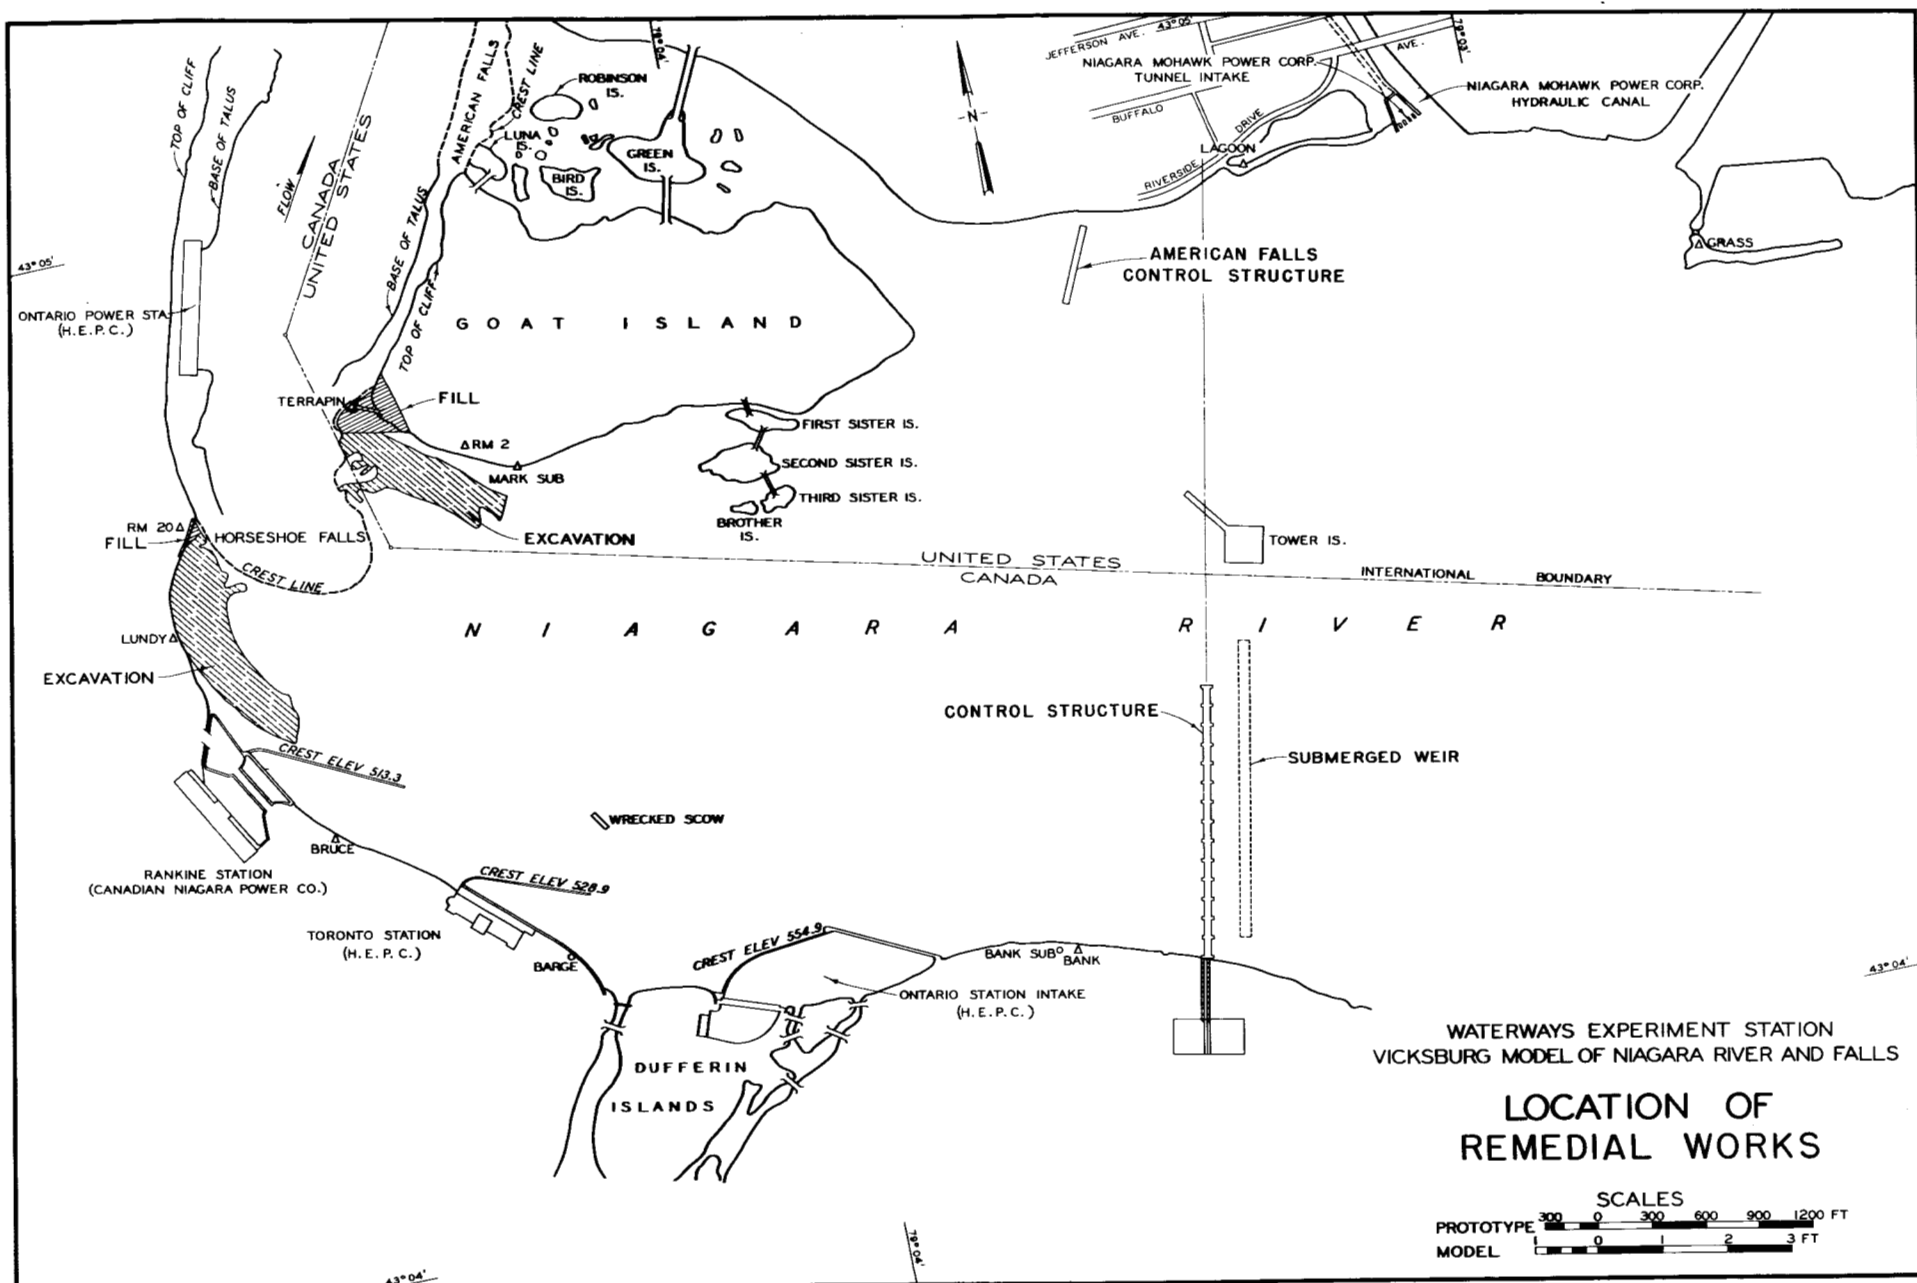 TOP OF CLIFF
BASE OF TALUS
FLOW
CANADA
UNITED STATES
AMERICAN FALLS
CREST LINE
BASE OF TALUS
TOP OF CLIFF
ROBINSON
IS.
LUNA
IS.
BIRD
IS.
GREEN
IS.
79° 04'
N
JEFFERSON AVE.
43° 05'
AVE.
79° 03'
NIAGARA MOHAWK POWER CORP.
TUNNEL INTAKE
BUFFALO
RIVERSIDE DRIVE
LAGOON
NIAGARA MOHAWK POWER CORP.
HYDRAULIC CANAL
GRASS
AMERICAN FALLS
CONTROL STRUCTURE
43° 05'
ONTARIO POWER STA.
(H.E.P.C.)
GOAT ISLAND
TERRAPIN
FILL
RM 2
MARK SUB
FIRST SISTER IS.
SECOND SISTER IS.
THIRD SISTER IS.
BROTHER
IS.
EXCAVATION
RM 20
FILL
HORSESHOE FALLS
CREST LINE
UNITED STATES
CANADA
TOWER IS.
INTERNATIONAL BOUNDARY
NIAGARA RIVER
LUNDY
EXCAVATION
CONTROL STRUCTURE
SUBMERGED WEIR
CREST ELEV 513.3
WRECKED SCOW
BRUCE
RANKINE STATION
(CANADIAN NIAGARA POWER CO.)
CREST ELEV 528.9
TORONTO STATION
(H.E.P.C.)
BARGE
CREST ELEV 554.9
BANK SUB
BANK
ONTARIO STATION INTAKE
(H.E.P.C.)
43° 04'
DUFFERIN
ISLANDS
WATERWAYS EXPERIMENT STATION
VICKSBURG MODEL OF NIAGARA RIVER AND FALLS
LOCATION OF
REMEDIAL WORKS
SCALES
PROTOTYPE 300 0 300 600 900 1200 FT
MODEL 1 0 1 2 3 FT
79° 04'
43° 04'